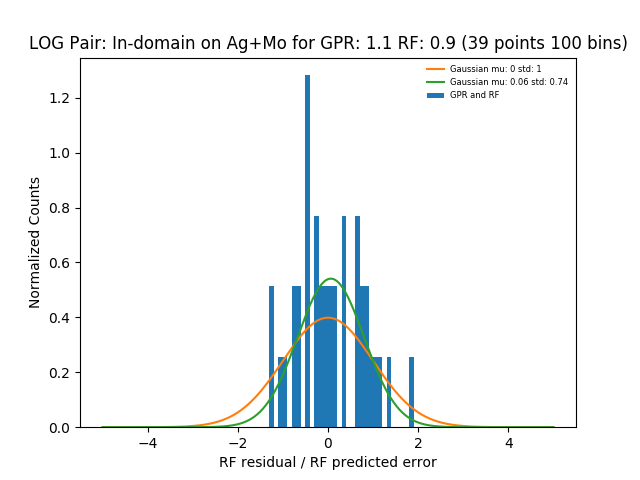 LOG Pair: In-domain on Ag+Mo for GPR: 1.1 RF: 0.9 (39 points 100 bins)
Gaussian mu: 0 std: 1
Gaussian mu: 0.06 std: 0.74
GPR and RF
Normalized Counts
1.2
1.0
0.8
0.6
0.4
0.2
0.0
−4 −2 0 2 4
RF residual / RF predicted error